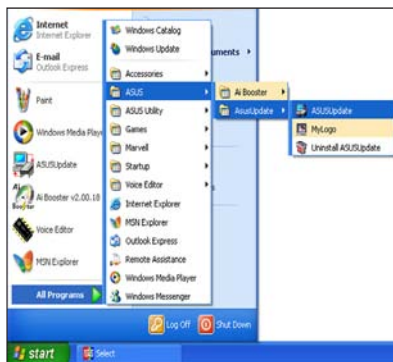 Internet
Internet Explorer
E-mail
Outlook Express
Paint
Windows Media Play
ASUSUpdate
Ai Booster v2.00.18
Voice Editor
MSN Explorer
All Programs
Windows Catalog
Windows Update
Accessories
ASUS
ASUS Utility
Games
Marvell
Startup
Voice Editor
Internet Explorer
MSN Explorer
Outlook Express
Remote Assistance
Windows Media Player
Windows Messenger
uments
s
Ai Booster
AsusUpdate
ASUSUpdate
MyLogo
Uninstall ASUSUpdate
Log Off
Shut Down
start
Select